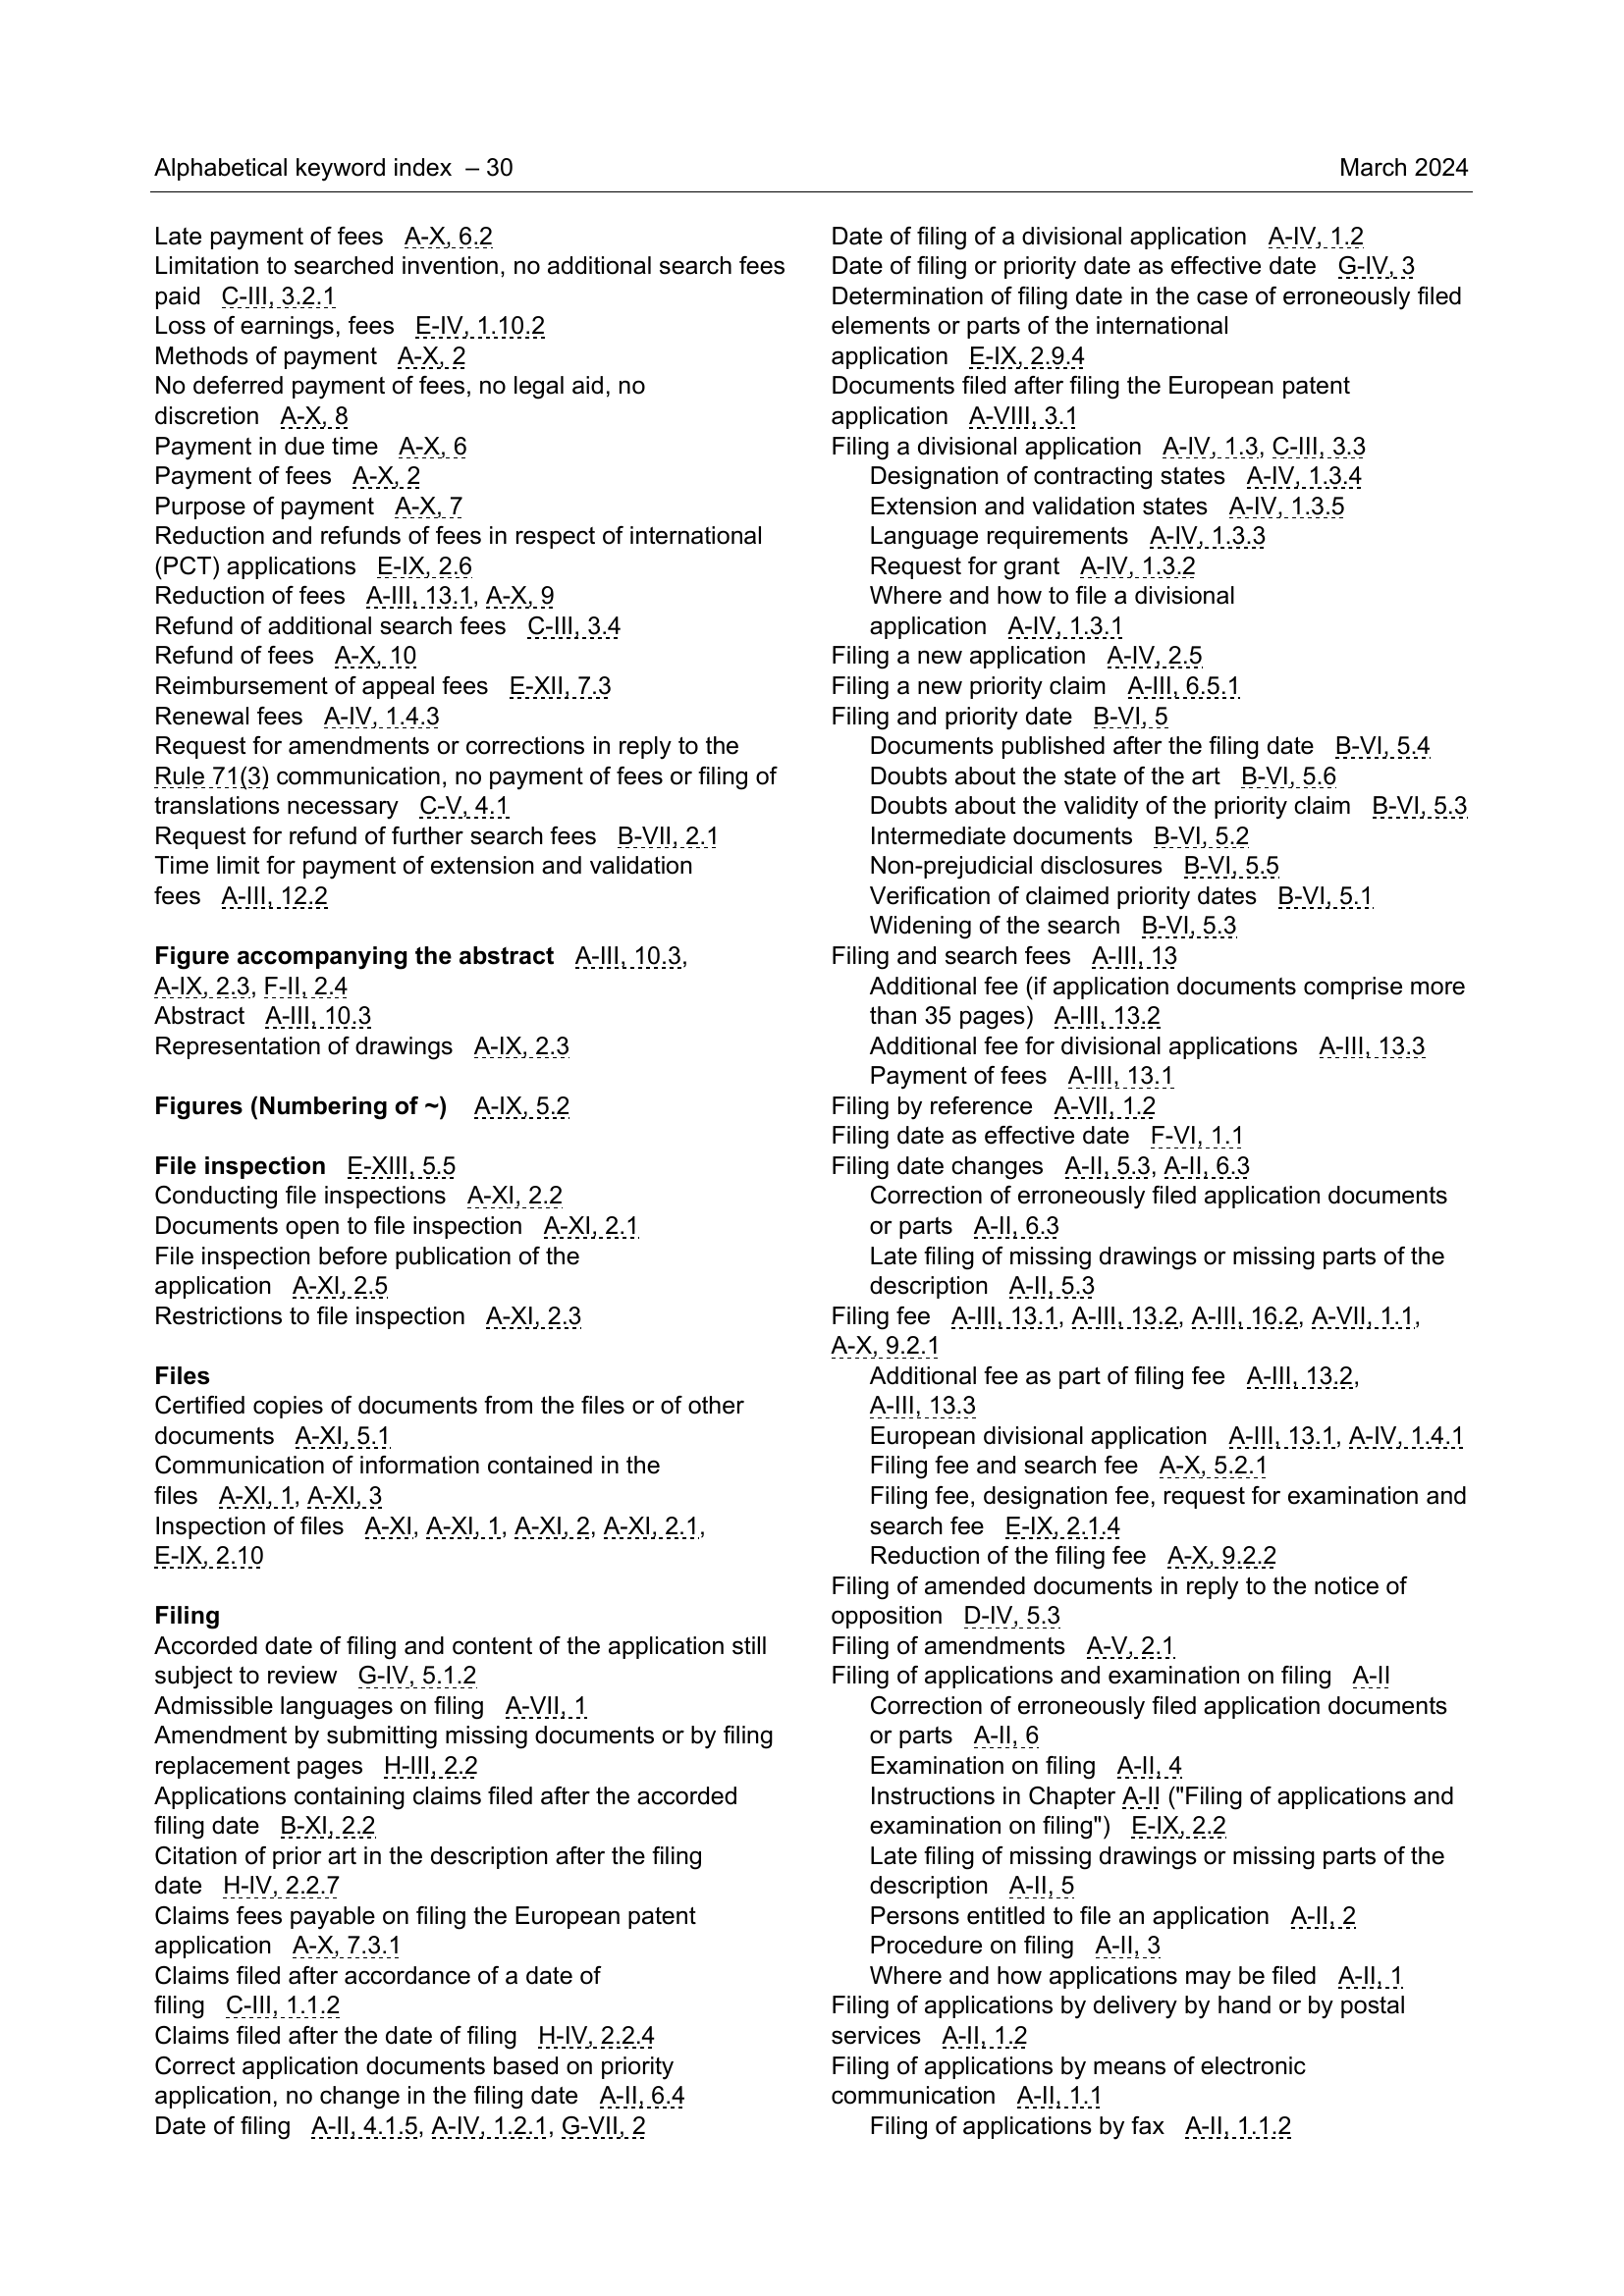 Alphabetical keyword index – 30
March 2024
Late payment of fees A-X, 6.2
Limitation to searched invention, no additional search fees
paid C-III, 3.2.1
Loss of earnings, fees E-IV, 1.10.2
Methods of payment A-X, 2
No deferred payment of fees, no legal aid, no
discretion A-X, 8
Payment in due time A-X, 6
Payment of fees A-X, 2
Purpose of payment A-X, 7
Reduction and refunds of fees in respect of international
(PCT) applications E-IX, 2.6
Reduction of fees A-III, 13.1, A-X, 9
Refund of additional search fees C-III, 3.4
Refund of fees A-X, 10
Reimbursement of appeal fees E-XII, 7.3
Renewal fees A-IV, 1.4.3
Request for amendments or corrections in reply to the
Rule 71(3) communication, no payment of fees or filing of
translations necessary C-V, 4.1
Request for refund of further search fees B-VII, 2.1
Time limit for payment of extension and validation
fees A-III, 12.2
Figure accompanying the abstract A-III, 10.3,
A-IX, 2.3, F-II, 2.4
Abstract A-III, 10.3
Representation of drawings A-IX, 2.3
Figures (Numbering of ~) A-IX, 5.2
File inspection E-XIII, 5.5
Conducting file inspections A-XI, 2.2
Documents open to file inspection A-XI, 2.1
File inspection before publication of the
application A-XI, 2.5
Restrictions to file inspection A-XI, 2.3
Files
Certified copies of documents from the files or of other
documents A-XI, 5.1
Communication of information contained in the
files A-XI, 1, A-XI, 3
Inspection of files A-XI, A-XI, 1, A-XI, 2, A-XI, 2.1,
E-IX, 2.10
Filing
Accorded date of filing and content of the application still
subject to review G-IV, 5.1.2
Admissible languages on filing A-VII, 1
Amendment by submitting missing documents or by filing
replacement pages H-III, 2.2
Applications containing claims filed after the accorded
filing date B-XI, 2.2
Citation of prior art in the description after the filing
date H-IV, 2.2.7
Claims fees payable on filing the European patent
application A-X, 7.3.1
Claims filed after accordance of a date of
filing C-III, 1.1.2
Claims filed after the date of filing H-IV, 2.2.4
Correct application documents based on priority
application, no change in the filing date A-II, 6.4
Date of filing A-II, 4.1.5, A-IV, 1.2.1, G-VII, 2
Date of filing of a divisional application A-IV, 1.2
Date of filing or priority date as effective date G-IV, 3
Determination of filing date in the case of erroneously filed
elements or parts of the international
application E-IX, 2.9.4
Documents filed after filing the European patent
application A-VIII, 3.1
Filing a divisional application A-IV, 1.3, C-III, 3.3
Designation of contracting states A-IV, 1.3.4
Extension and validation states A-IV, 1.3.5
Language requirements A-IV, 1.3.3
Request for grant A-IV, 1.3.2
Where and how to file a divisional
application A-IV, 1.3.1
Filing a new application A-IV, 2.5
Filing a new priority claim A-III, 6.5.1
Filing and priority date B-VI, 5
Documents published after the filing date B-VI, 5.4
Doubts about the state of the art B-VI, 5.6
Doubts about the validity of the priority claim B-VI, 5.3
Intermediate documents B-VI, 5.2
Non-prejudicial disclosures B-VI, 5.5
Verification of claimed priority dates B-VI, 5.1
Widening of the search B-VI, 5.3
Filing and search fees A-III, 13
Additional fee (if application documents comprise more
than 35 pages) A-III, 13.2
Additional fee for divisional applications A-III, 13.3
Payment of fees A-III, 13.1
Filing by reference A-VII, 1.2
Filing date as effective date F-VI, 1.1
Filing date changes A-II, 5.3, A-II, 6.3
Correction of erroneously filed application documents
or parts A-II, 6.3
Late filing of missing drawings or missing parts of the
description A-II, 5.3
Filing fee A-III, 13.1, A-III, 13.2, A-III, 16.2, A-VII, 1.1,
A-X, 9.2.1
Additional fee as part of filing fee A-III, 13.2,
A-III, 13.3
European divisional application A-III, 13.1, A-IV, 1.4.1
Filing fee and search fee A-X, 5.2.1
Filing fee, designation fee, request for examination and
search fee E-IX, 2.1.4
Reduction of the filing fee A-X, 9.2.2
Filing of amended documents in reply to the notice of
opposition D-IV, 5.3
Filing of amendments A-V, 2.1
Filing of applications and examination on filing A-II
Correction of erroneously filed application documents
or parts A-II, 6
Examination on filing A-II, 4
Instructions in Chapter A-II ("Filing of applications and
examination on filing") E-IX, 2.2
Late filing of missing drawings or missing parts of the
description A-II, 5
Persons entitled to file an application A-II, 2
Procedure on filing A-II, 3
Where and how applications may be filed A-II, 1
Filing of applications by delivery by hand or by postal
services A-II, 1.2
Filing of applications by means of electronic
communication A-II, 1.1
Filing of applications by fax A-II, 1.1.2